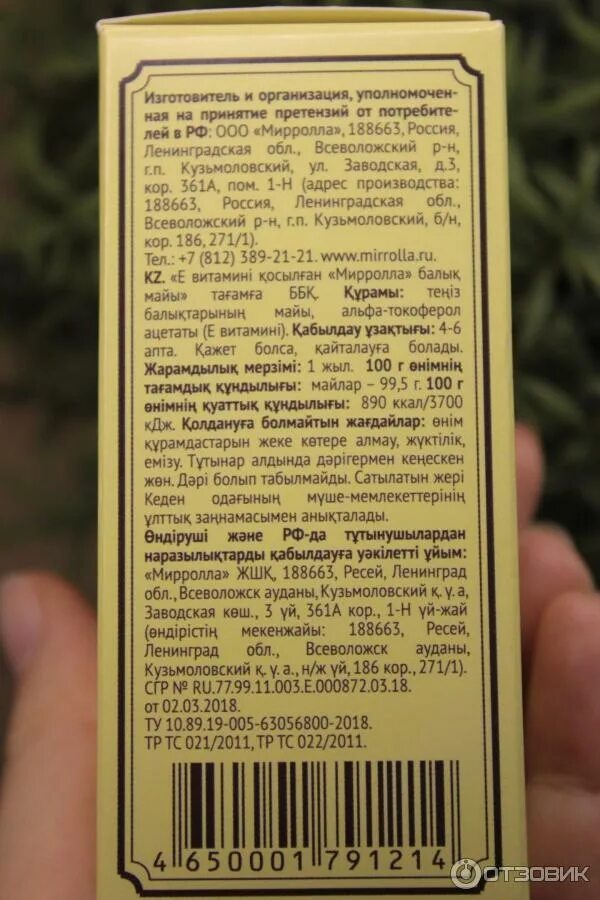 Изготовитель и организация, уполномочен-
ная на принятие претензий от потребите-
лей в РФ: ООО «Мирролла», 188663, Россия,
Ленинградская обл., Всеволожский р-н,
г.п. Кузьмоловский, ул. Заводская, д.3,
кор. 361А, пом. 1-Н (адрес производства:
188663, Россия, Ленинградская обл.,
Всеволожский р-н, г.п. Кузьмоловский, б/н,
кор. 186, 271/1).
Тел.: +7 (812) 389-21-21. www.mirrolla.ru.
KZ. «Е витамині қосылған «Мирролла» балық
майы» тағамға ББҚ. Құрамы: теңіз
балықтарының майы, альфа-токоферол
ацетаты (Е витамині). Қабылдау ұзақтығы: 4-6
апта. Қажет болса, қайталауға болады.
Жарамдылық мерзімі: 1 жыл. 100 г өнімнің
тағамдық құндылығы: майлар – 99,5 г. 100 г
өнімнің қуаттық құндылығы: 890 ккал/3700
кДж. Қолдануға болмайтын жағдайлар: өнім
құрамдастарын жеке көтере алмау, жүктілік,
емізу. Тұтынар алдында дәрігермен кеңескен
жөн. Дәрі болып табылмайды. Сатылатын жері
Кеден одағының мүше-мемлекеттерінің
ұлттық заңнамасымен анықталады.
Өндіруші және РФ-да тұтынушылардан
наразылықтарды қабылдауға уәкілетті ұйым:
«Мирролла» ЖШҚ, 188663, Ресей, Ленинград
обл., Всеволожск ауданы, Кузьмоловский қ. ү. а,
Заводская көш., 3 үй, 361А кор., 1-Н үй-жай
(өндірістің мекенжайы: 188663, Ресей,
Ленинград обл., Всеволожск ауданы,
Кузьмоловский қ. ү. а., н/ж үй, 186 кор., 271/1).
СГР № RU.77.99.11.003.Е.000872.03.18.
от 02.03.2018.
ТУ 10.89.19-005-63056800-2018.
ТР ТС 021/2011, ТР ТС 022/2011.
4 650001 791214
ОТЗОВИК